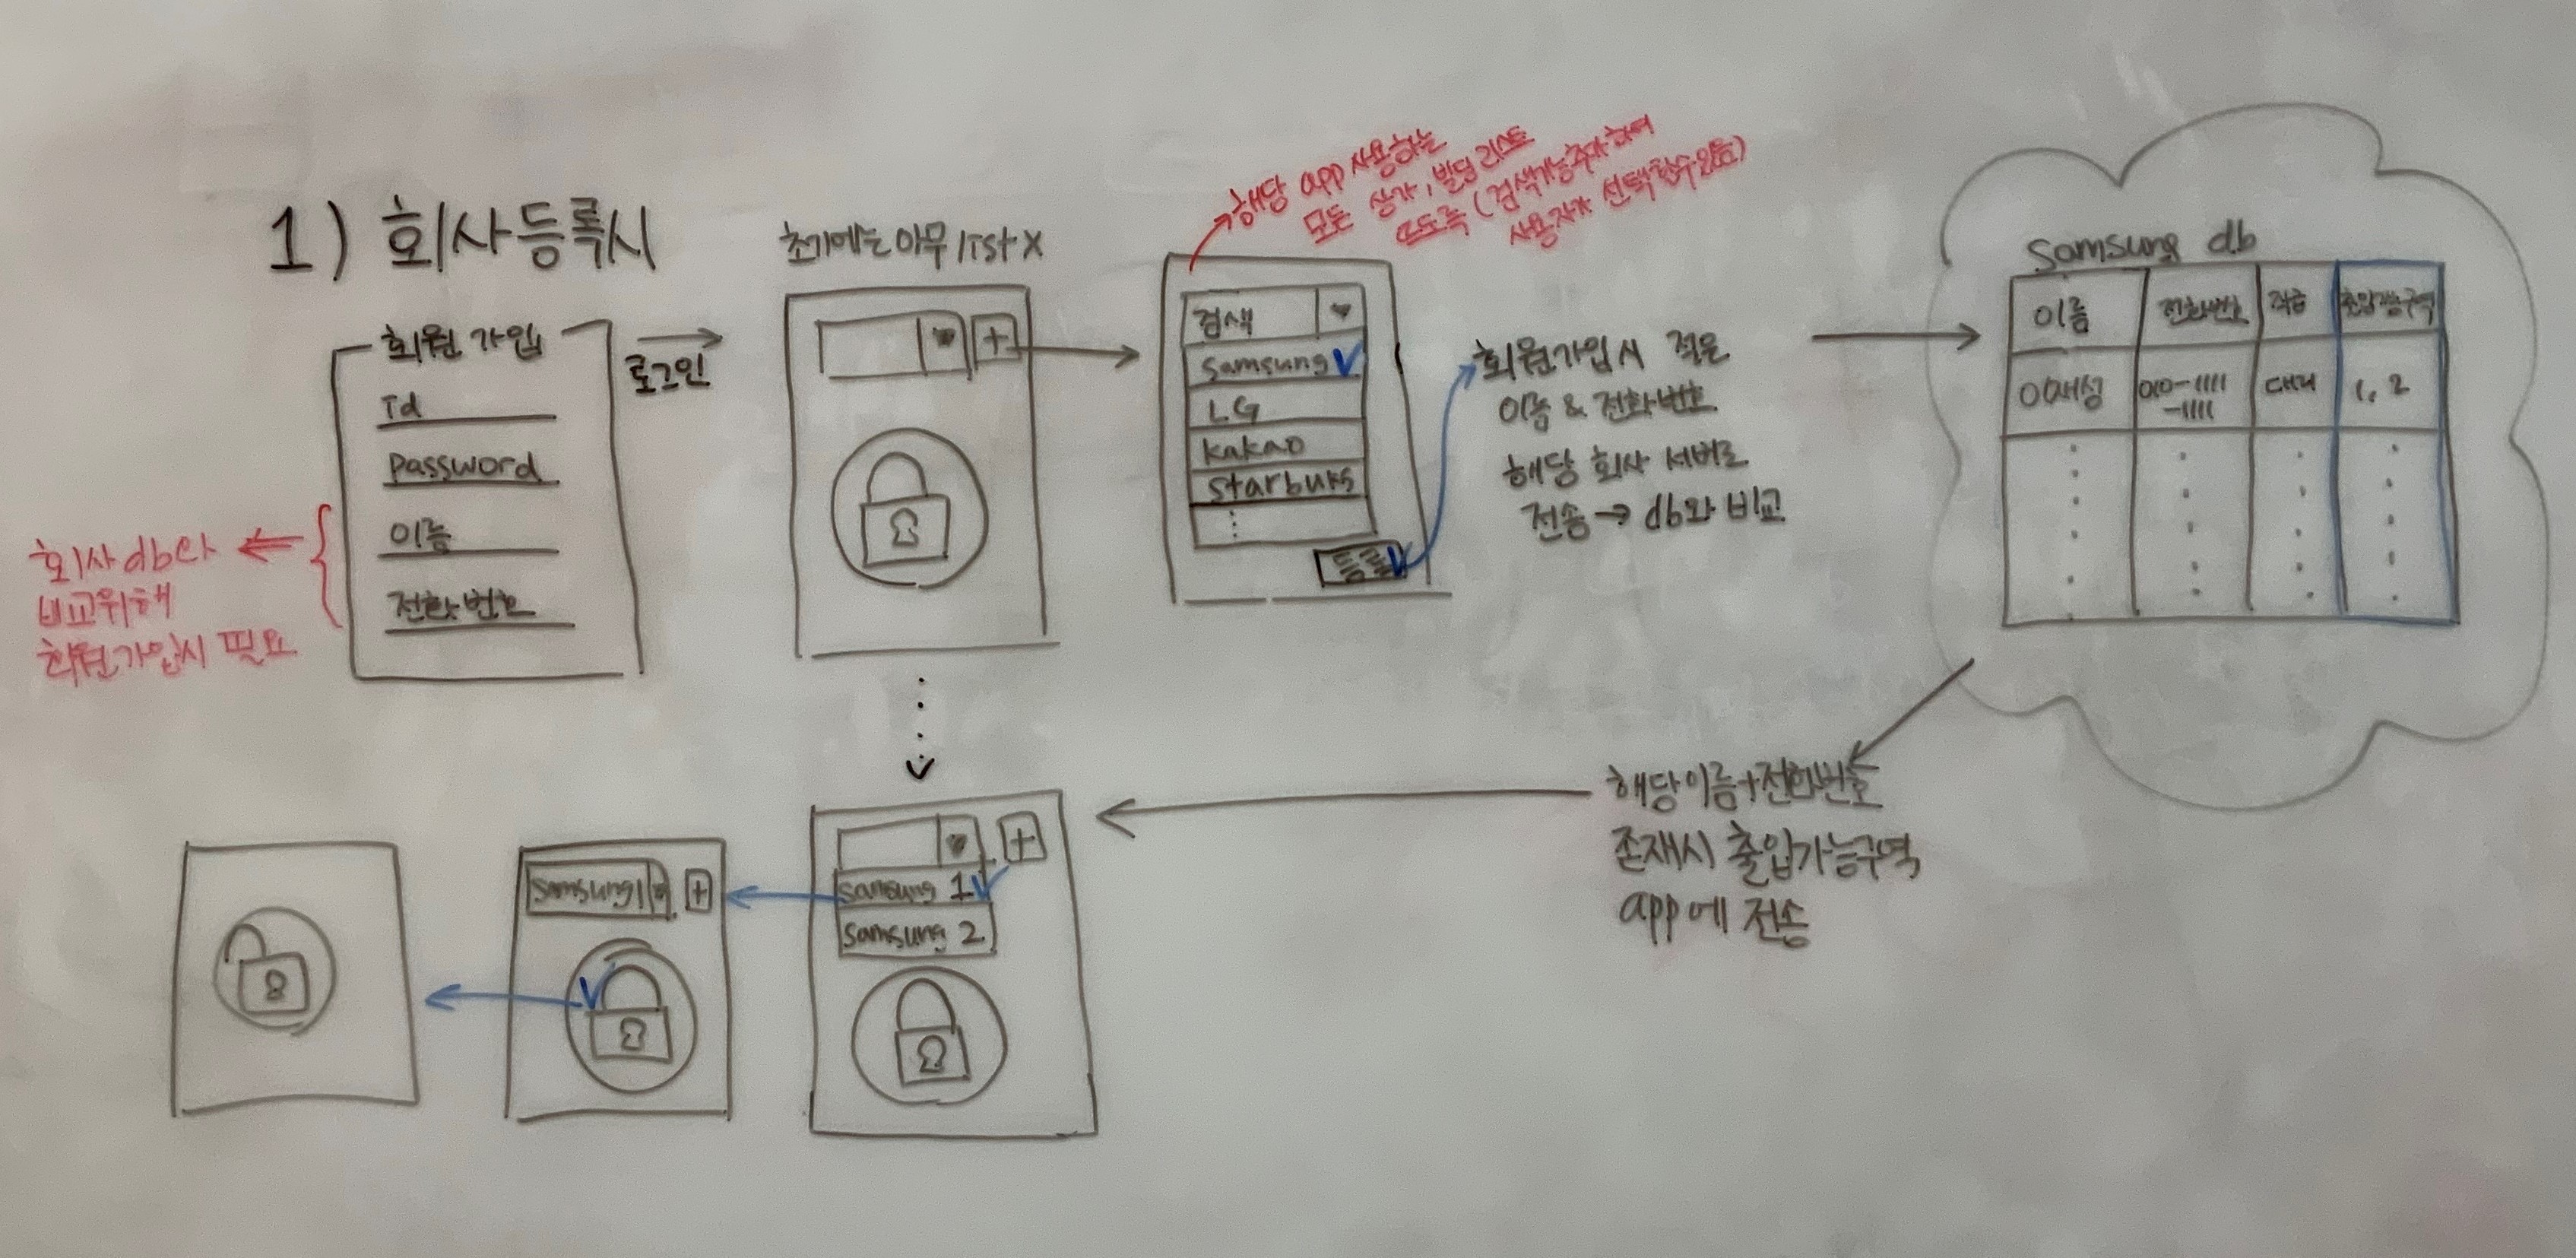 1) 회사등록시
회원 가입
Id
Password
이름
전화번호
회사 db와
비교위해
회원가입시 필요
로그인
초기에는 아무 list X
+
해당 app 사용하는
모든 상가, 빌딩 리스트
뜨도록 (검색기능추가하여
사용자가 선택할수있음)
검색
Samsung
LG
kakao
starbuks
등록
회원가입시 적은
이름 & 전화번호
해당 회사 서버로
전송 → db와 비교
Samsung db
이름 전화번호 직급 출입가능구역
이재성 010-1111 대리 1, 2
-1111
해당이름+전화번호
존재시 출입가능구역
app에 전송
+
Samsung 1
Samsung 2
Samsung1 +